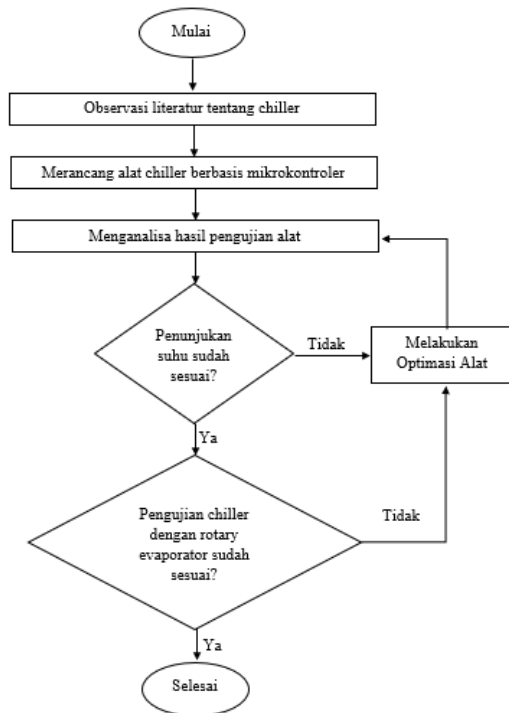 Mulai
Observasi literatur tentang chiller
Merancang alat chiller berbasis mikrokontroler
Menganalisa hasil pengujian alat
Penunjukan
suhu sudah
sesuai?
Tidak
Melakukan
Optimasi Alat
Ya
Pengujian chiller
dengan rotary
evaporator sudah
sesuai?
Tidak
Ya
Selesai